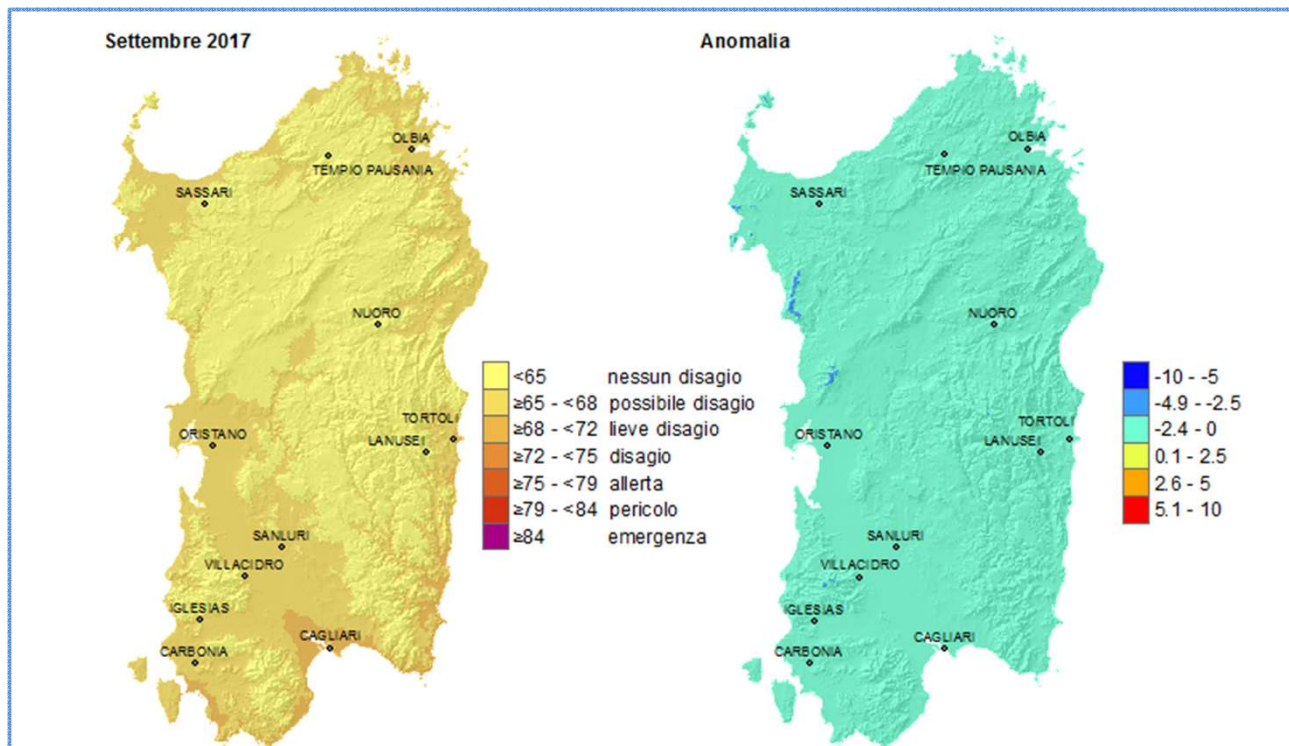 Settembre 2017
OLBIA
TEMPIO PAUSANIA
SASSARI
NUORO
TORTOLI
ORISTANO
LANUSEI
SANLURI
VILLACIDRO
IGLESIAS
CAGLIARI
CARBONIA
<65 nessun disagio
≥65 - <68 possibile disagio
≥68 - <72 lieve disagio
≥72 - <75 disagio
≥75 - <79 allerta
≥79 - <84 pericolo
≥84 emergenza
Anomalia
OLBIA
TEMPIO PAUSANIA
SASSARI
NUORO
TORTOLI
ORISTANO
LANUSEI
SANLURI
VILLACIDRO
IGLESIAS
CAGLIARI
CARBONIA
-10 - -5
-4.9 - -2.5
-2.4 - 0
0.1 - 2.5
2.6 - 5
5.1 - 10